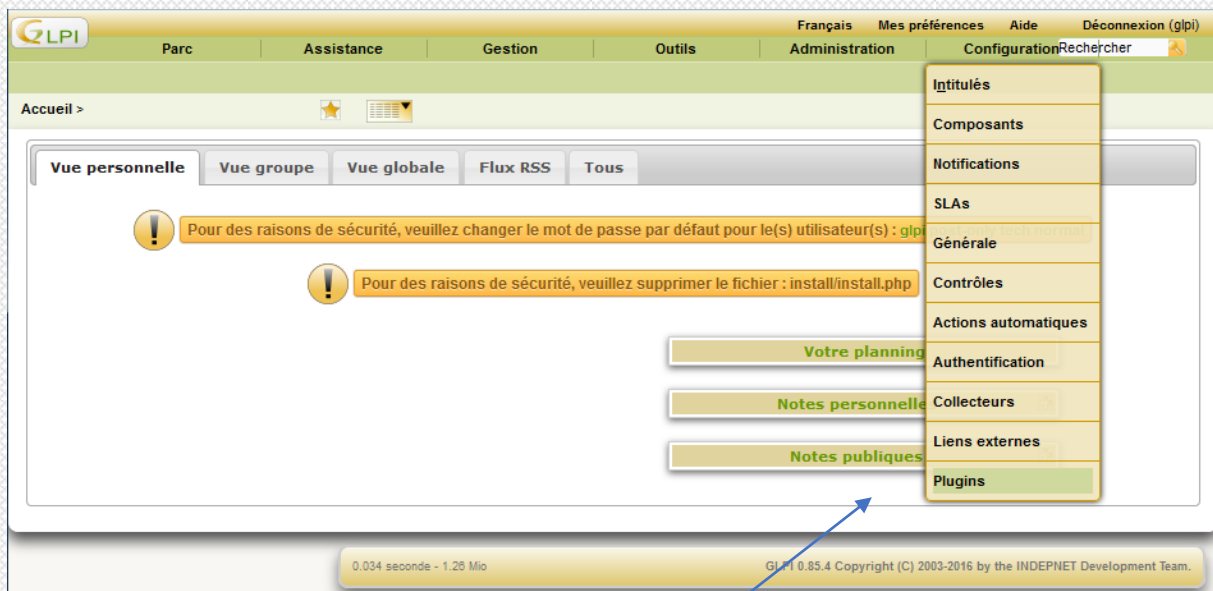 GLPI
Français Mes préférences Aide Déconnexion (glpi)
Parc Assistance Gestion Outils Administration Configuration Rechercher
Accueil >
Vue personnelle Vue groupe Vue globale Flux RSS Tous
Pour des raisons de sécurité, veuillez changer le mot de passe par défaut pour le(s) utilisateur(s) : glpi post-only tech normal
Pour des raisons de sécurité, veuillez supprimer le fichier : install/install.php
Votre planning
Notes personnelle
Notes publiques
Intitulés
Composants
Notifications
SLAs
Générale
Contrôles
Actions automatiques
Authentification
Collecteurs
Liens externes
Plugins
0.034 seconde - 1.26 Mio
GLPI 0.85.4 Copyright (C) 2003-2016 by the INDEPNET Development Team.